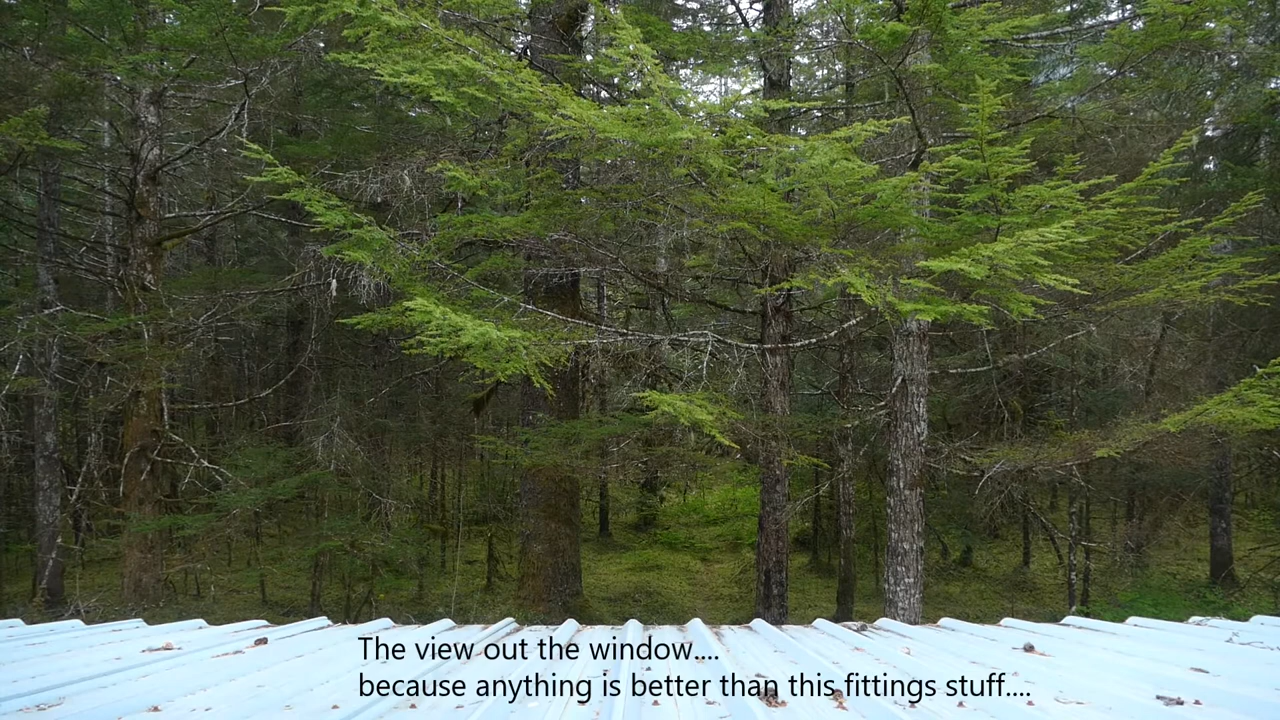 The view out the window....
because anything is better than this fittings stuff....